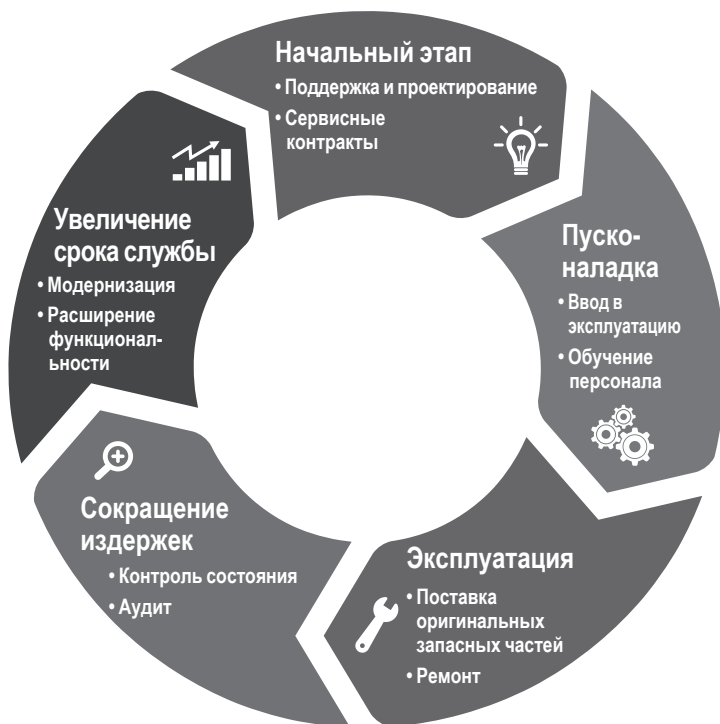 Начальный этап
• Поддержка и проектирование
• Сервисные
контракты
Пуско-
наладка
• Ввод в
эксплуатацию
• Обучение
персонала
Эксплуатация
• Поставка
оригинальных
запасных частей
• Ремонт
Сокращение
издержек
• Контроль состояния
• Аудит
Увеличение
срока службы
• Модернизация
• Расширение
функционал-
ьности